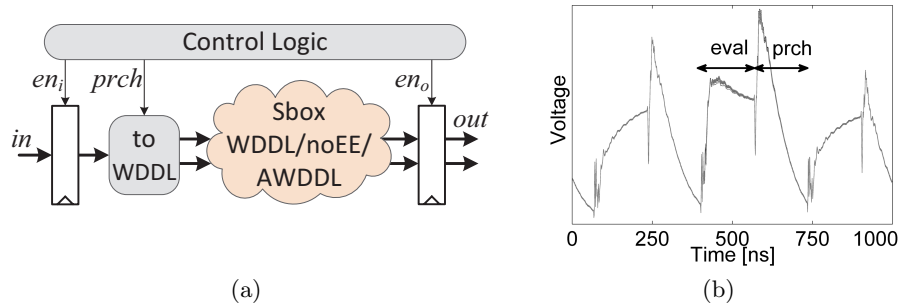 Control Logic
en_i
prch
en_o
in
to
WDDL
Sbox
WDDL/noEE/
AWDDL
out
(a)
Voltage
eval
prch
0
250
500
750
1000
Time [ns]
(b)